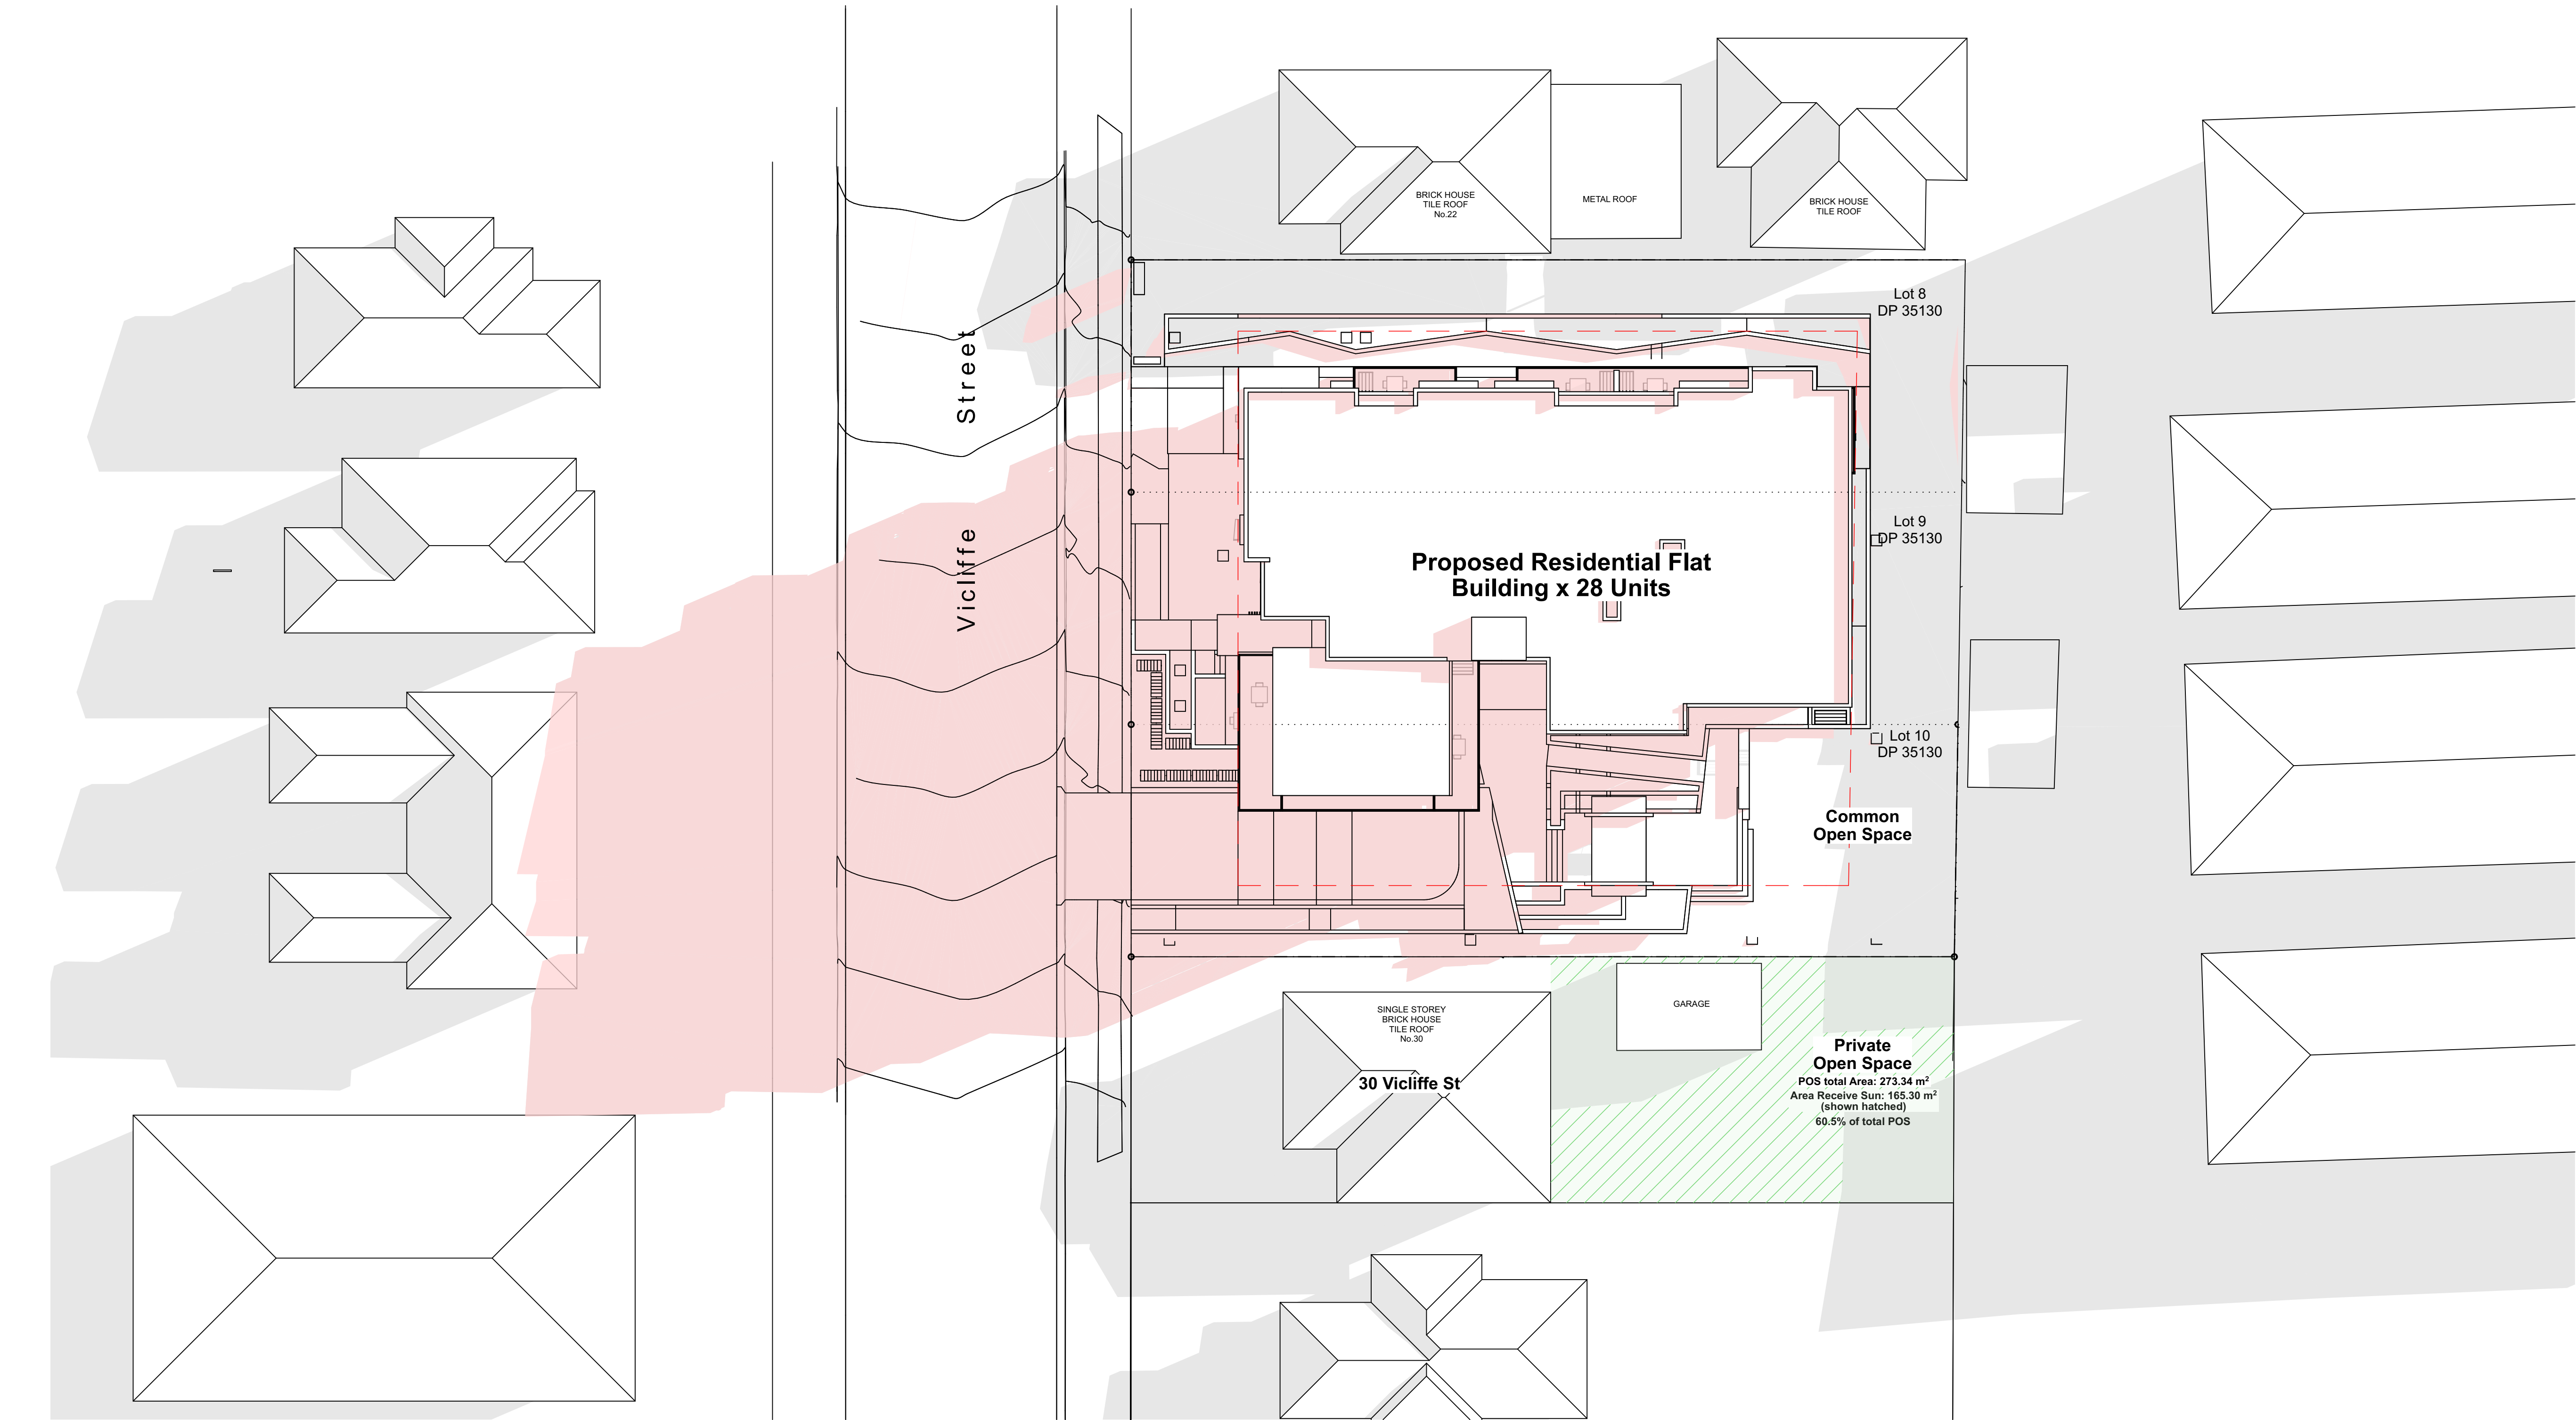 BRICK HOUSE
TILE ROOF
No.22
METAL ROOF
BRICK HOUSE
TILE ROOF
Lot 8
DP 35130
Vicliffe Street
Lot 9
DP 35130
Proposed Residential Flat
Building x 28 Units
Lot 10
DP 35130
Common
Open Space
SINGLE STOREY
BRICK HOUSE
TILE ROOF
No.30
30 Vicliffe St
GARAGE
Private
Open Space
POS total Area: 273.34 m²
Area Receive Sun: 165.30 m²
(shown hatched)
60.5% of total POS